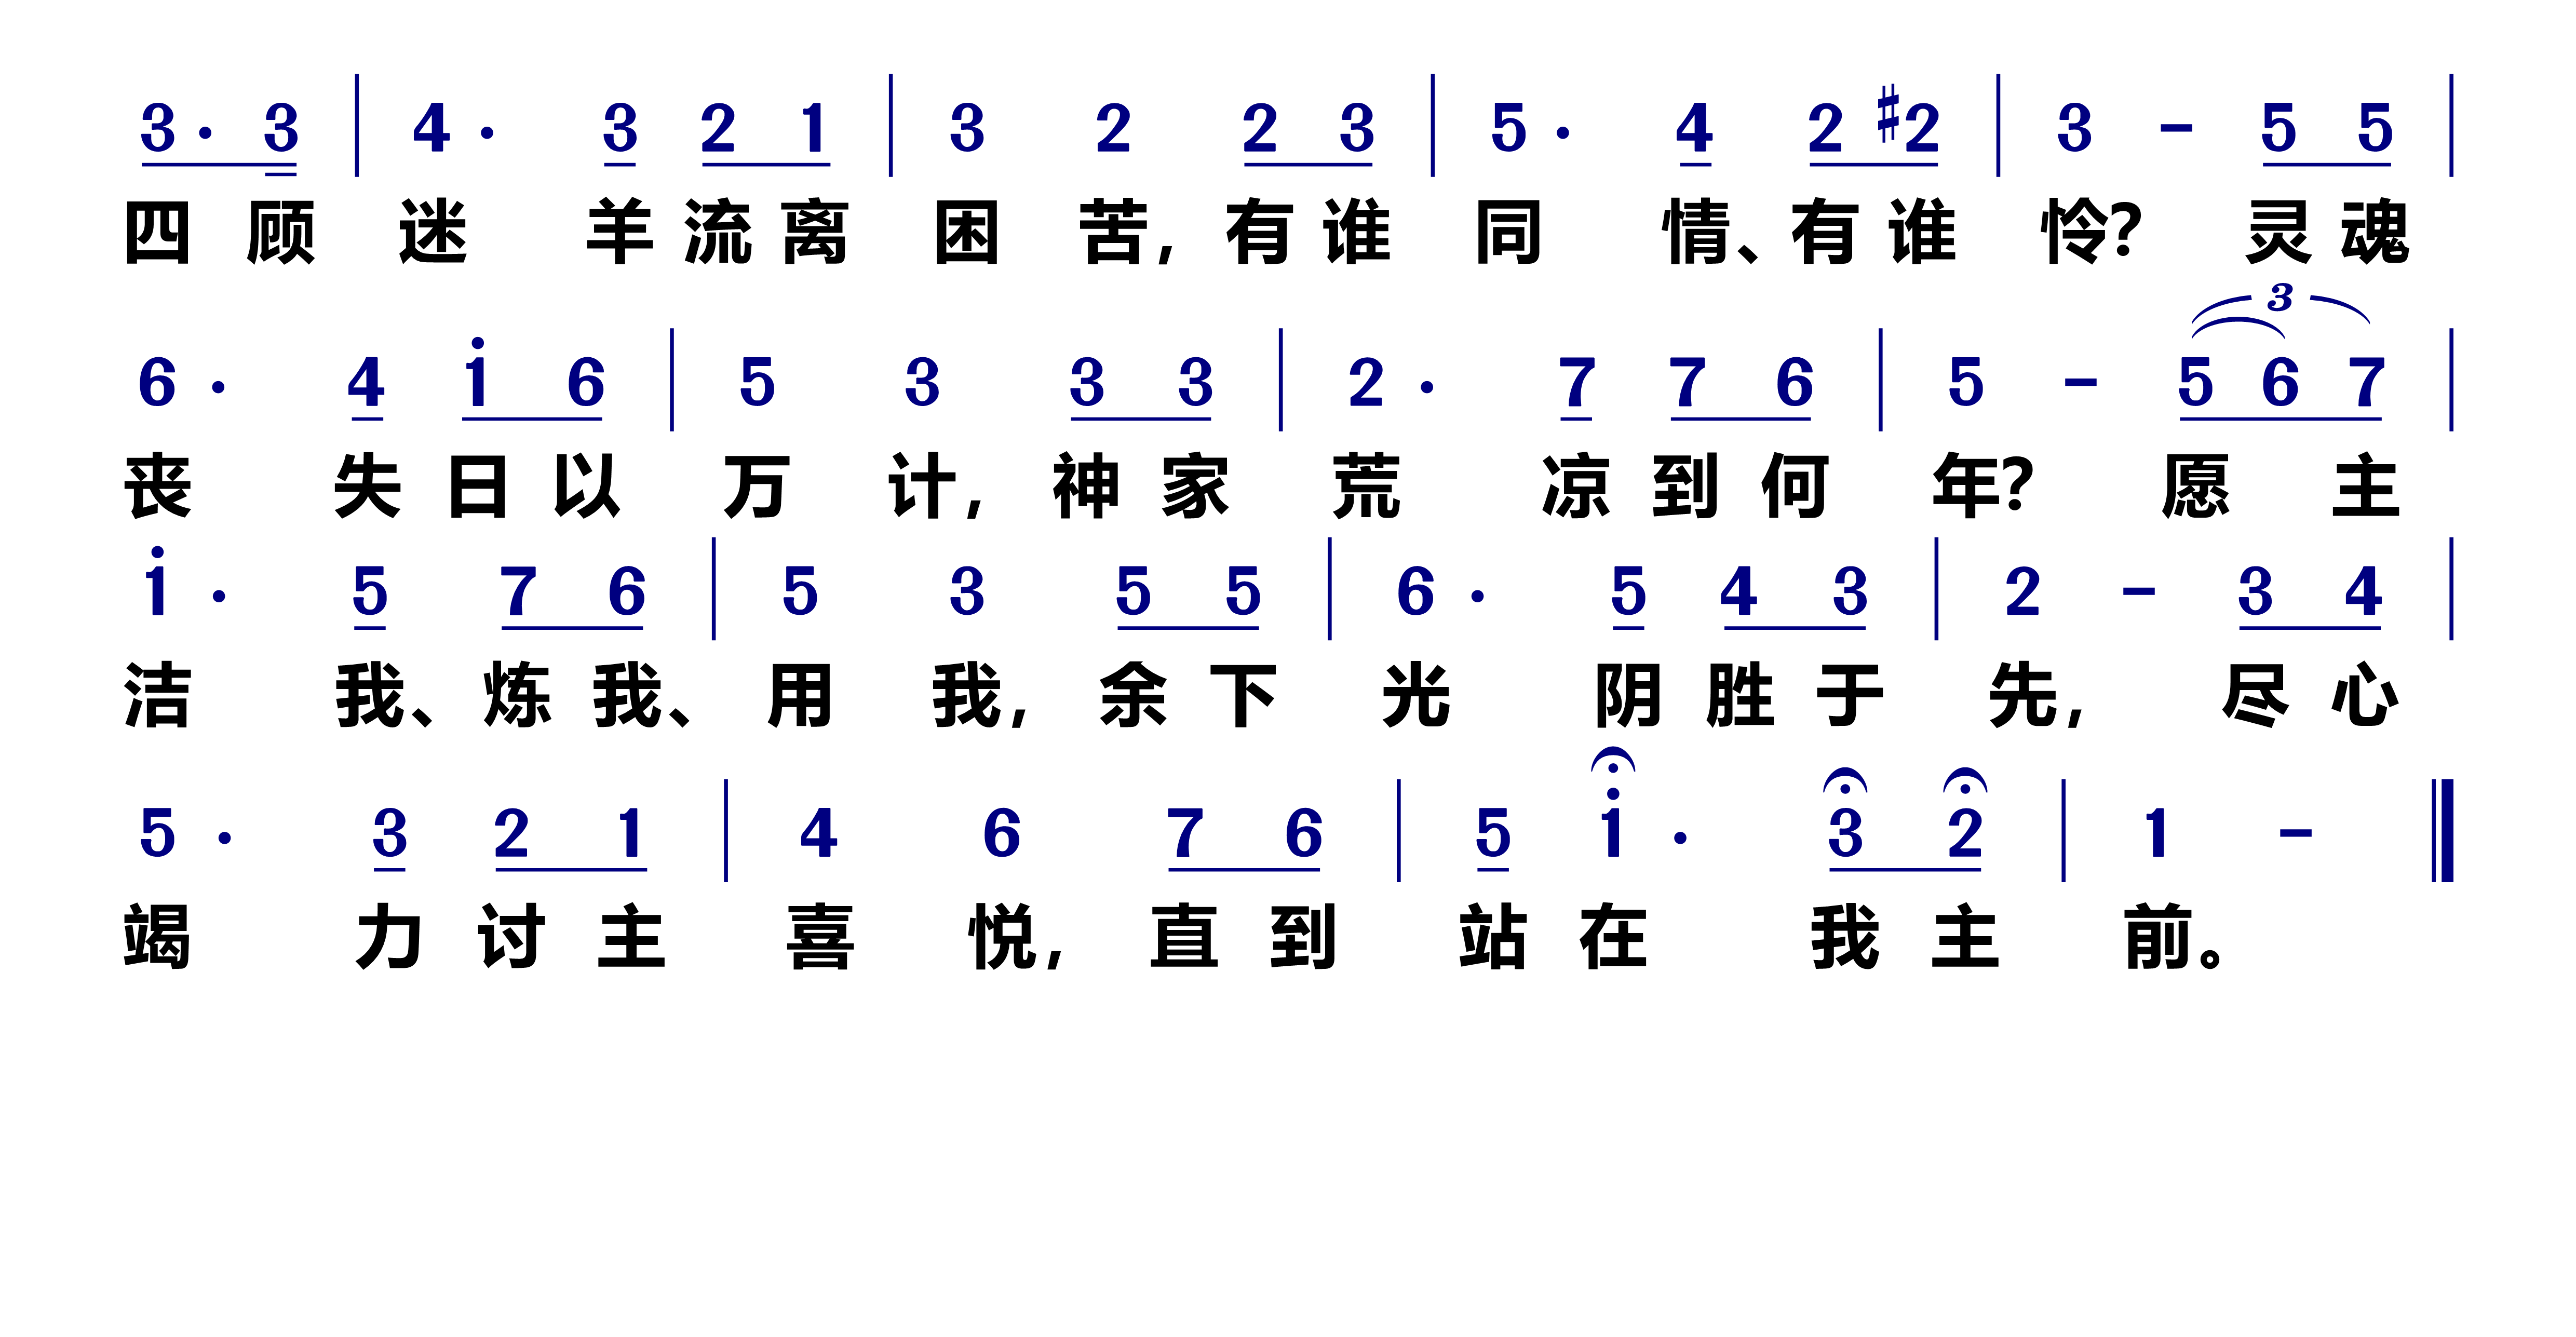 3· 3 | 4· 3 2 1 | 3 2 2 3 | 5· 4 2 #2 | 3 - 5 5 |
四顾迷羊流离困苦，有谁同情、有谁怜？灵魂
3
6· 4 i 6 | 5 3 3 3 | 2· 7 7 6 | 5 - 5 6 7 |
丧失日以万计，神家荒凉到何年？愿主
i· 5 7 6 | 5 3 5 5 | 6· 5 4 3 | 2 - 3 4 |
洁我、炼我、用我，余下光阴胜于先，尽心
5· 3 2 1 | 4 6 7 6 | 5 i· 3 2 | 1 - ‖
竭力讨主喜悦，直到站在我主前。